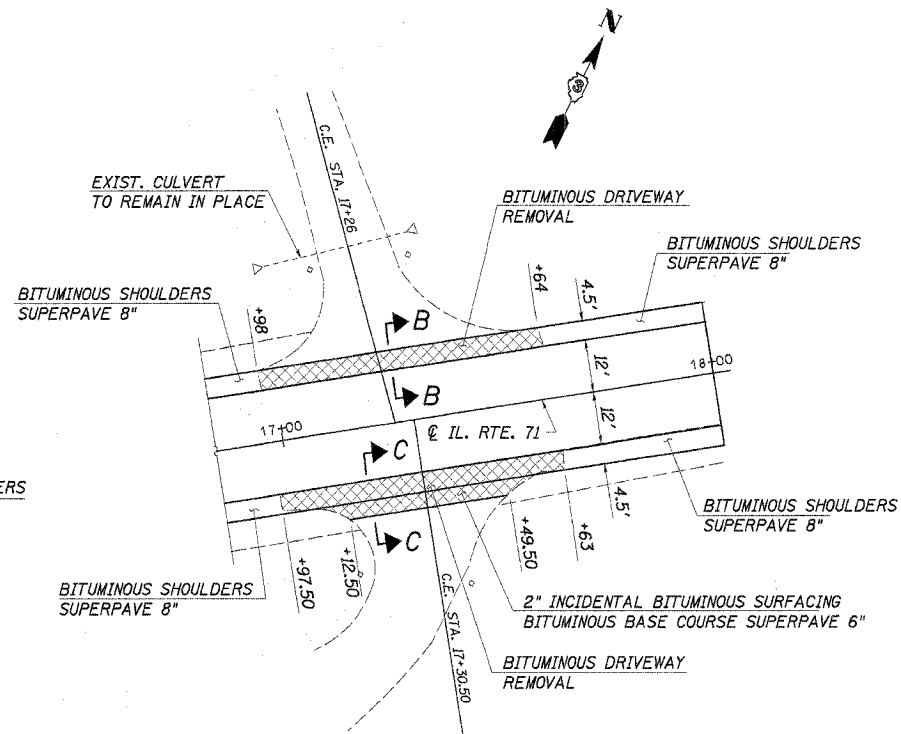 N
EXIST. CULVERT
TO REMAIN IN PLACE
C.E. STA. 17+26
BITUMINOUS DRIVEWAY
REMOVAL
BITUMINOUS SHOULDERS
SUPERPAVE 8"
BITUMINOUS SHOULDERS
SUPERPAVE 8"
+98
B
+64
4.5'
B
12'
18+00
17+00
℄ IL. RTE. 71
12'
C
ERS
4.5'
BITUMINOUS SHOULDERS
SUPERPAVE 8"
C
+97.50
+12.50
+49.50
+63
BITUMINOUS SHOULDERS
SUPERPAVE 8"
C.E. STA. 17+30.50
2" INCIDENTAL BITUMINOUS SURFACING
BITUMINOUS BASE COURSE SUPERPAVE 6"
BITUMINOUS DRIVEWAY
REMOVAL